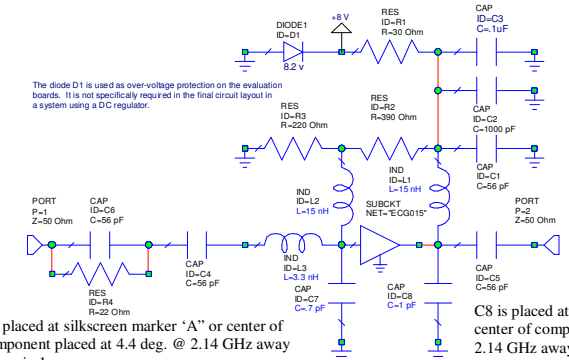 DIODE1
ID=D1
8.2 v
+8 V
RES
ID=R1
R=30 Ohm
CAP
ID=C3
C=.1uF
The diode D1 is used as over-voltage protection on the evaluation
boards. It is not specifically required in the final circuit layout in
a system using a DC regulator.
RES
ID=R3
R=220 Ohm
RES
ID=R2
R=390 Ohm
CAP
ID=C2
C=1000 pF
CAP
ID=C1
C=56 pF
IND
ID=L2
L=15 nH
IND
ID=L1
L=15 nH
SUBCKT
NET="ECG015"
PORT
P=1
Z=50 Ohm
CAP
ID=C6
C=56 pF
RES
ID=R4
R=22 Ohm
CAP
ID=C4
C=56 pF
IND
ID=L3
L=3.3 nH
CAP
ID=C7
C=.7 pF
CAP
ID=C8
C=1 pF
CAP
ID=C5
C=56 pF
PORT
P=2
Z=50 Ohm
placed at silkscreen marker ‘A” or center of
mponent placed at 4.4 deg. @ 2.14 GHz away
C8 is placed at
center of comp
2.14 GHz away